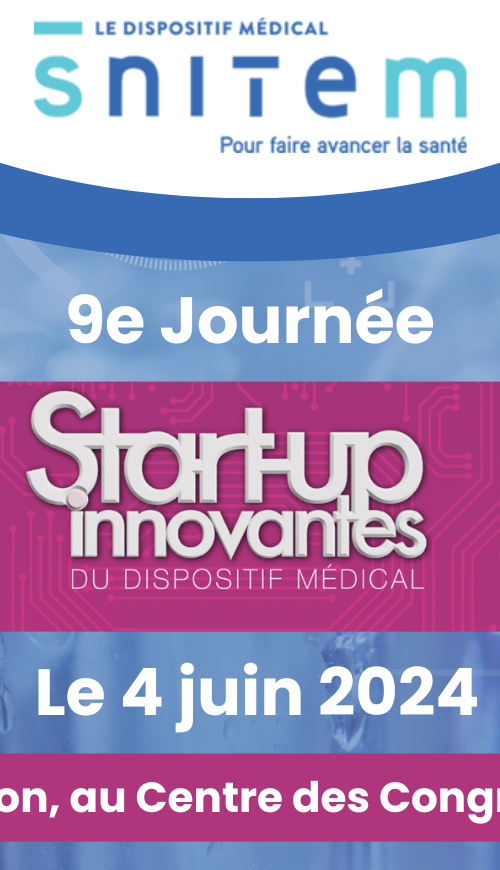 LE DISPOSITIF MÉDICAL
snitem
Pour faire avancer la santé
9e Journée
Start-up
innovantes
DU DISPOSITIF MÉDICAL
Le 4 juin 2024
on, au Centre des Congr